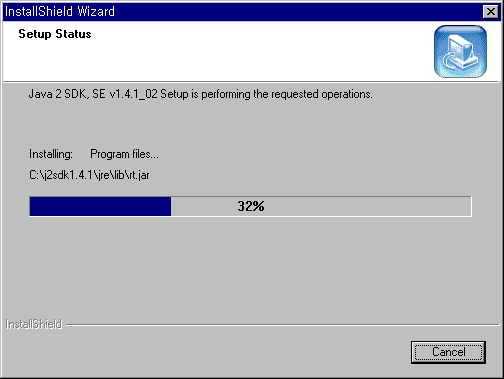 InstallShield Wizard
Setup Status
Java 2 SDK, SE v1.4.1_02 Setup is performing the requested operations.
Installing: Program files...
C:\j2sdk1.4.1\jre\lib\rt.jar
32%
InstallShield
Cancel